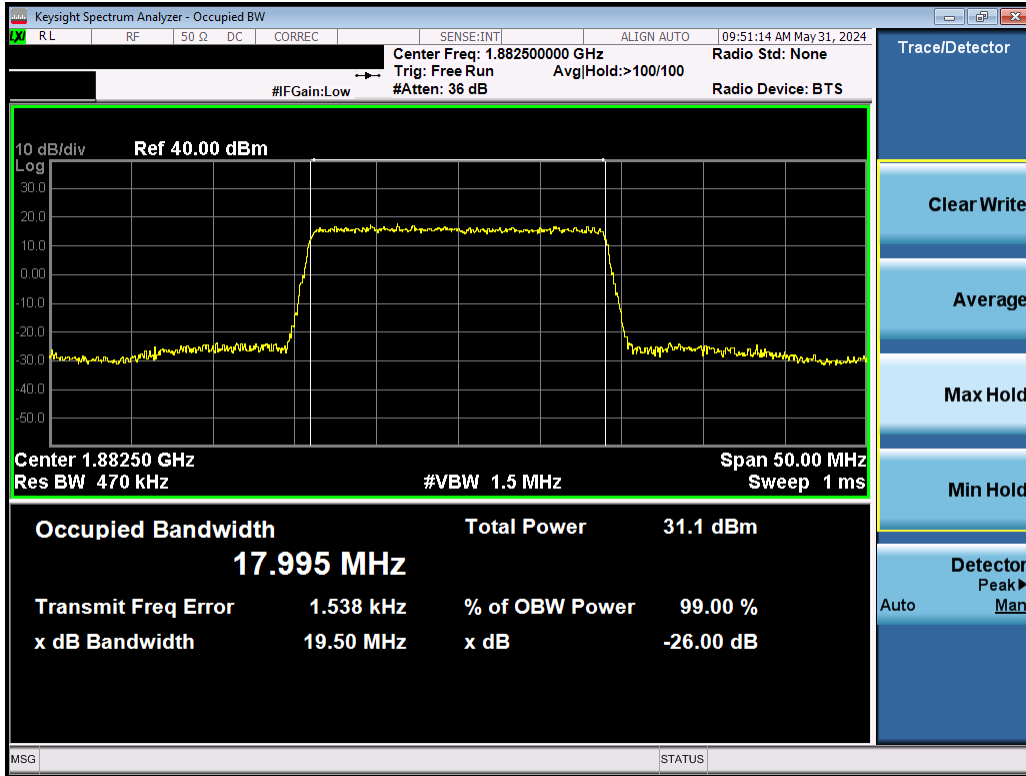 Keysight Spectrum Analyzer - Occupied BW
LXI RL RF 50 Ω DC CORREC SENSE:INT ALIGN AUTO 09:51:14 AM May 31, 2024
Center Freq: 1.882500000 GHz Radio Std: None
Trig: Free Run Avg|Hold:>100/100
#IFGain:Low #Atten: 36 dB Radio Device: BTS
10 dB/div Ref 40.00 dBm
Log
30.0
20.0
10.0
0.00
-10.0
-20.0
-30.0
-40.0
-50.0
Center 1.88250 GHz Span 50.00 MHz
Res BW 470 kHz #VBW 1.5 MHz Sweep 1 ms
Occupied Bandwidth Total Power 31.1 dBm
17.995 MHz
Transmit Freq Error 1.538 kHz % of OBW Power 99.00 %
x dB Bandwidth 19.50 MHz x dB -26.00 dB
MSG STATUS
Trace/Detector
Clear Write
Average
Max Hold
Min Hold
Detector
Peak▶
Auto Man